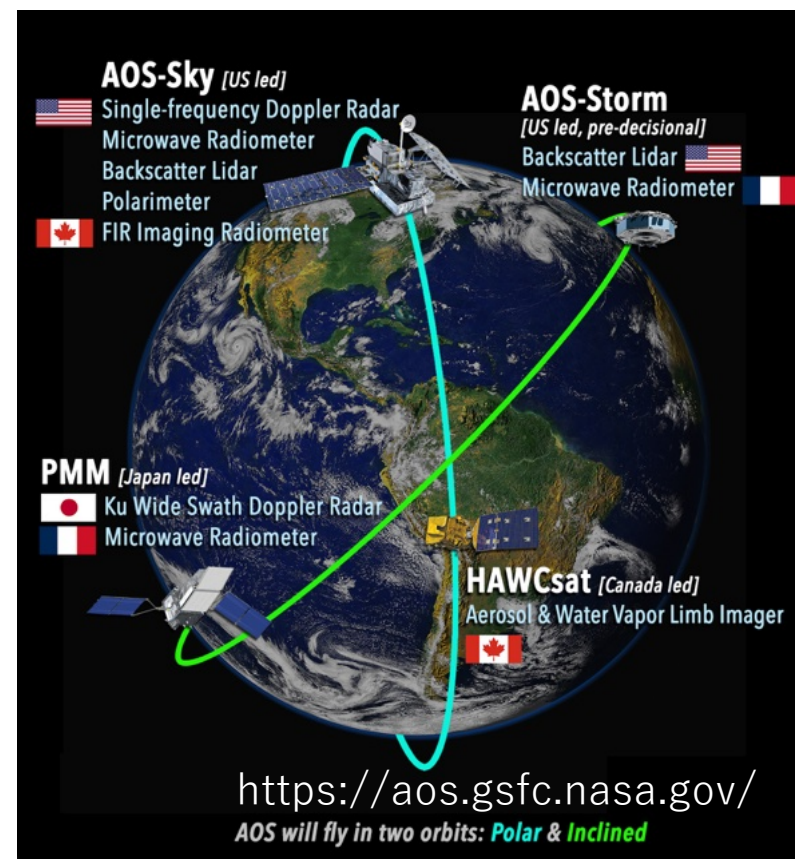 AOS-Sky [US led]
Single-frequency Doppler Radar
Microwave Radiometer
Backscatter Lidar
Polarimeter
FIR Imaging Radiometer
AOS-Storm
[US led, pre-decisional]
Backscatter Lidar
Microwave Radiometer
PMM [Japan led]
Ku Wide Swath Doppler Radar
Microwave Radiometer
HAWCsat [Canada led]
Aerosol & Water Vapor Limb Imager
https://aos.gsfc.nasa.gov/
AOS will fly in two orbits: Polar & Inclined